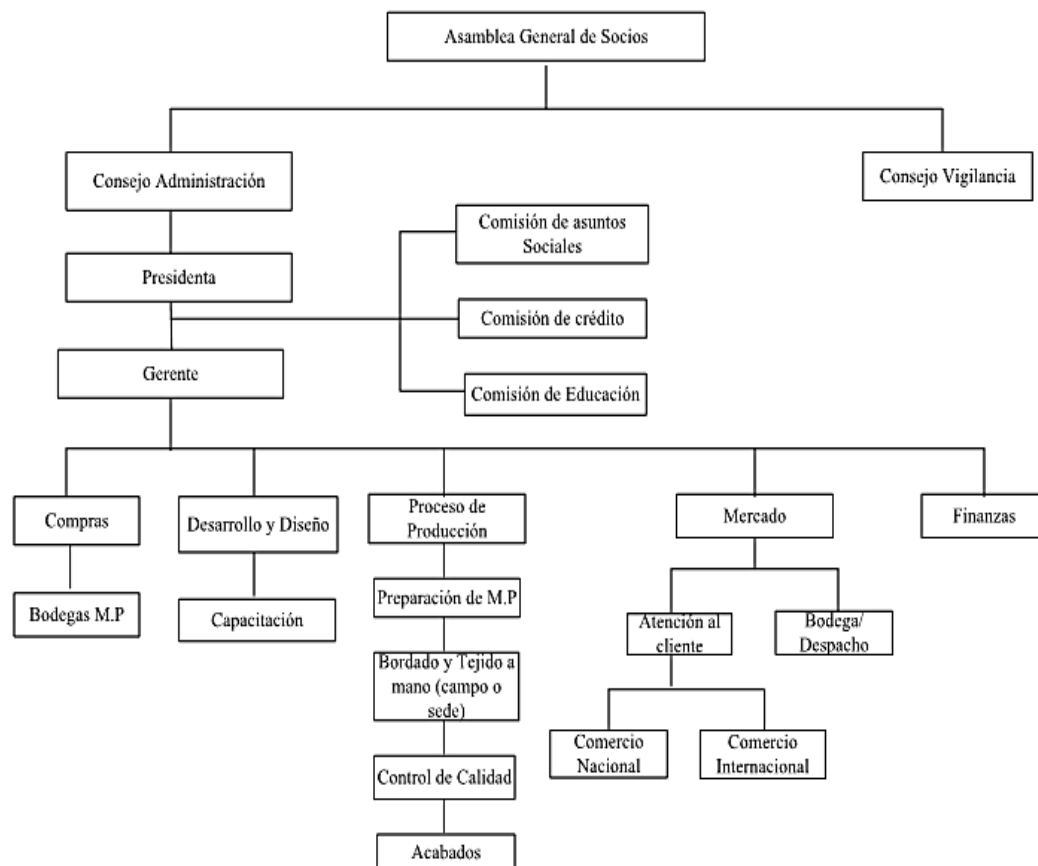 Asamblea General de Socios
Consejo Administración
Consejo Vigilancia
Comisión de asuntos
Sociales
Presidenta
Comisión de crédito
Gerente
Comisión de Educación
Compras
Desarrollo y Diseño
Proceso de
Producción
Mercado
Finanzas
Bodegas M.P
Capacitación
Preparación de M.P
Atención al
cliente
Bodega/
Despacho
Bordado y Tejido a
mano (campo o
sede)
Comercio
Nacional
Comercio
Internacional
Control de Calidad
Acabados